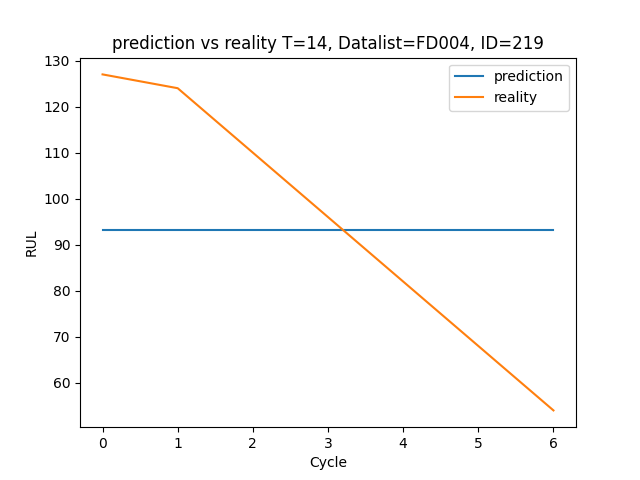 prediction vs reality T=14, Datalist=FD004, ID=219
prediction
reality
130
120
110
100
90
80
70
60
RUL
0 1 2 3 4 5 6
Cycle